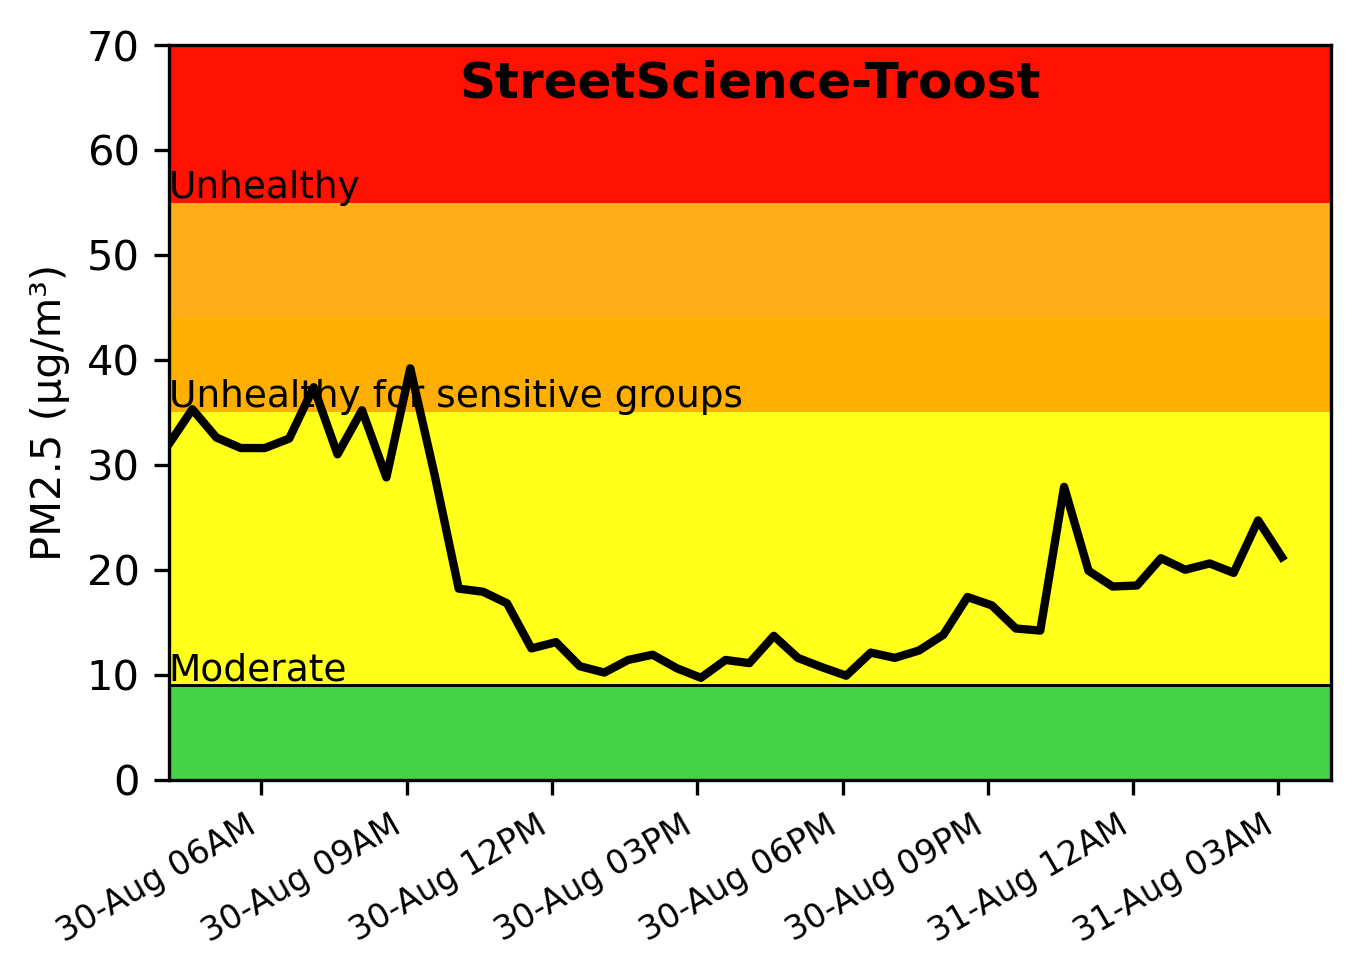 StreetScience-Troost
PM2.5 (µg/m³)
70
60
50
40
30
20
10
0
Unhealthy
Unhealthy for sensitive groups
Moderate
30-Aug 06AM
30-Aug 09AM
30-Aug 12PM
30-Aug 03PM
30-Aug 06PM
30-Aug 09PM
31-Aug 12AM
31-Aug 03AM